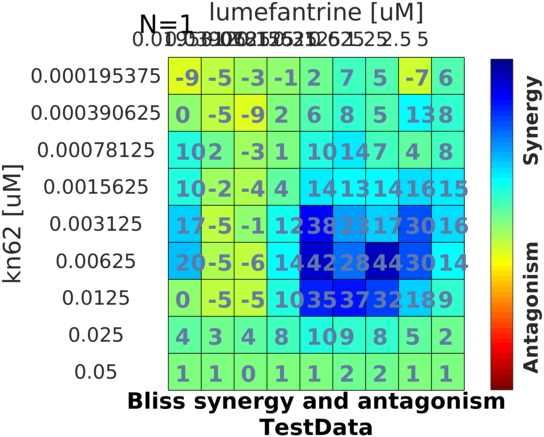 lumefantrine [uM]
N=1
2.5 5
0.000195375 -9 -5 -3 -1 2 7 5 -7 6
0.000390625 0 -5 -9 2 6 8 5 13 8
0.00078125 10 2 -3 1 10 14 7 4 8
0.0015625 10 -2 -4 4 14 13 14 16 15
0.003125 17 -5 -1 12 38 23 17 30 16
0.00625 20 -5 -6 14 42 28 44 30 14
0.0125 0 -5 -5 10 35 37 32 18 9
0.025 4 3 4 8 10 9 8 5 2
0.05 1 1 0 1 1 2 2 1 1
kn62 [uM]
Synergy
Antagonism
Bliss synergy and antagonism
TestData